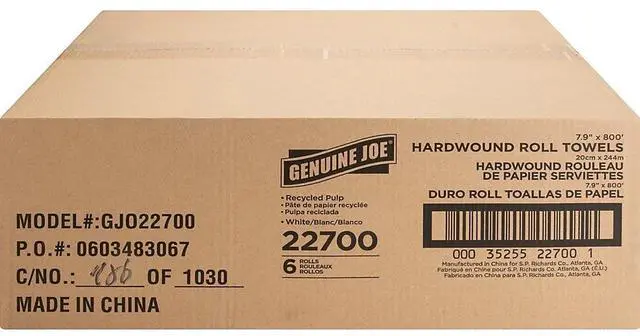 GENUINE JOE
• Recycled Pulp
• Pâte de papier recyclée
• Pulpa reciclada
• White/Blanc/Blanco
22700
6 ROLLS
ROULEAUX
ROLLOS
7.9" x 800'
HARDWOUND ROLL TOWELS
20cm x 244m
HARDWOUND ROULEAU
DE PAPIER SERVIETTES
7.9" x 800'
DURO ROLL TOALLAS DE PAPEL
000 35255 22700 1
Manufactured in China for S.P. Richards Co., Atlanta, GA
Fabriqué en Chine pour S.P. Richards Co., Atlanta, GA (É.U.)
Fabricado en China para S.P. Richards Co., Atlanta, GA
MODEL#:GJO22700
P.O.#: 0603483067
C/NO.: 986 OF 1030
MADE IN CHINA